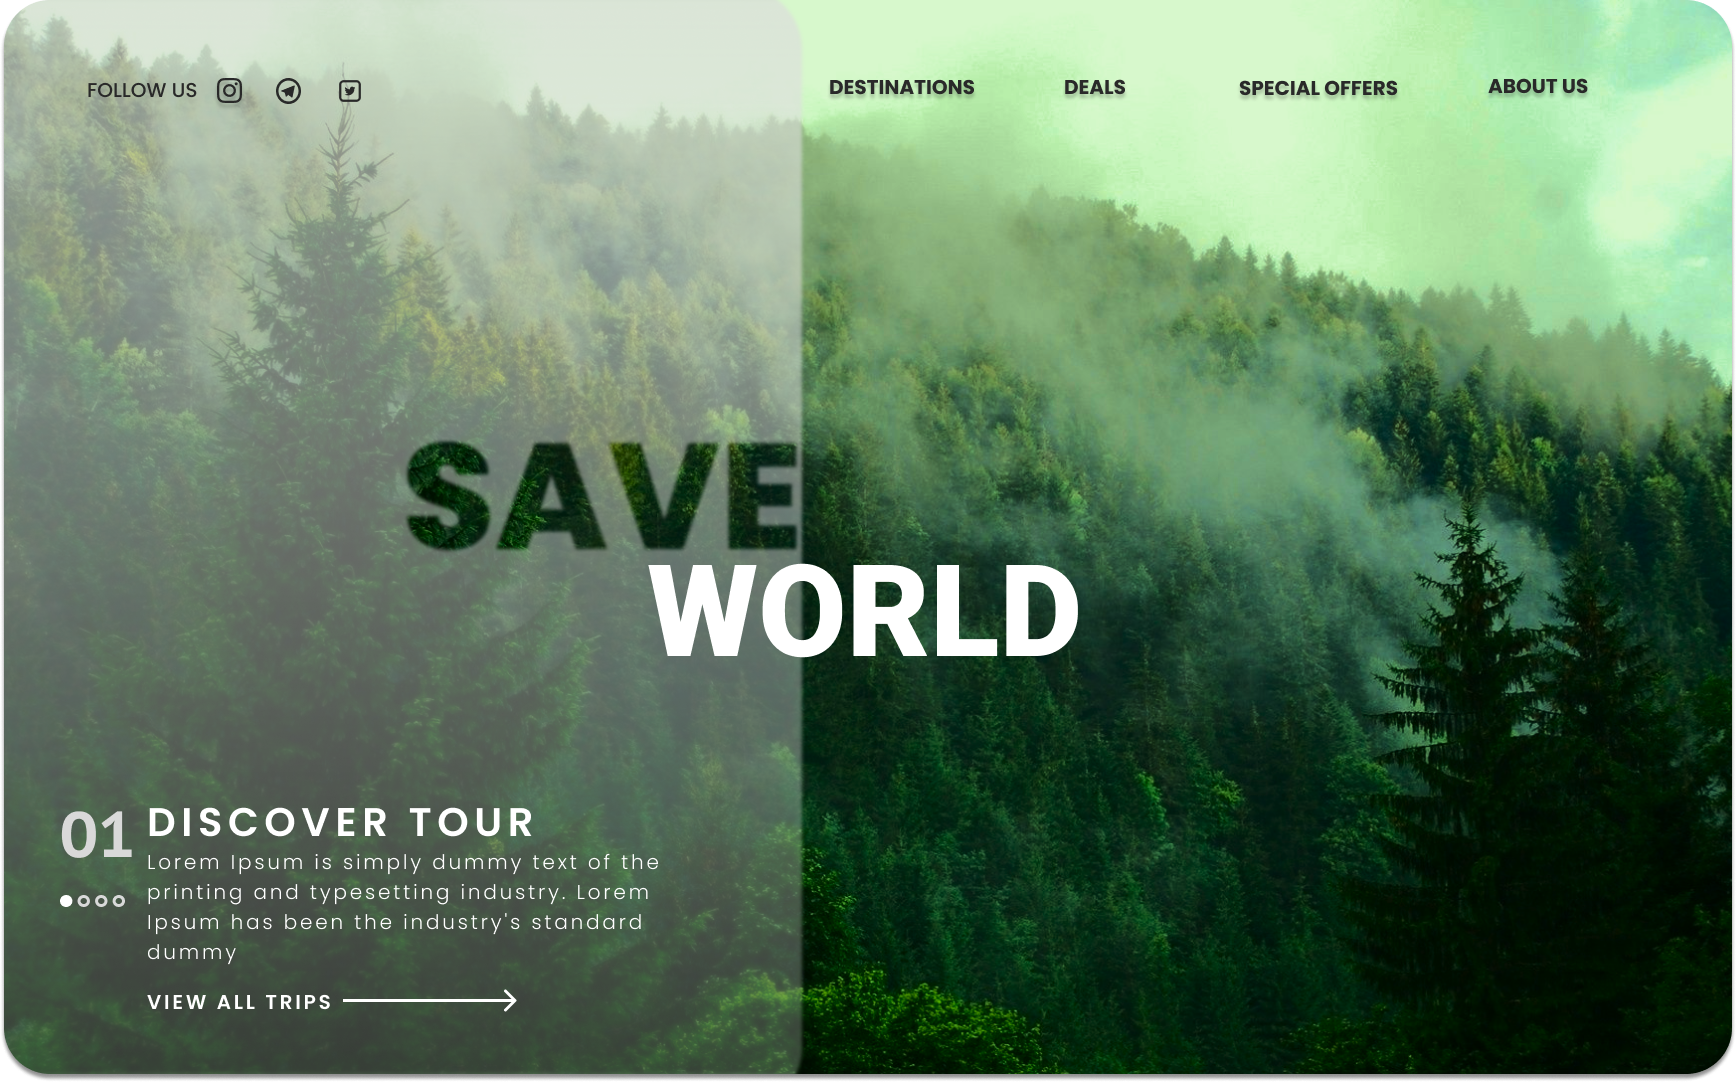 FOLLOW US
DESTINATIONS
DEALS
SPECIAL OFFERS
ABOUT US
SAVE
WORLD
01
DISCOVER TOUR
Lorem Ipsum is simply dummy text of the
printing and typesetting industry. Lorem
Ipsum has been the industry's standard
dummy
VIEW ALL TRIPS